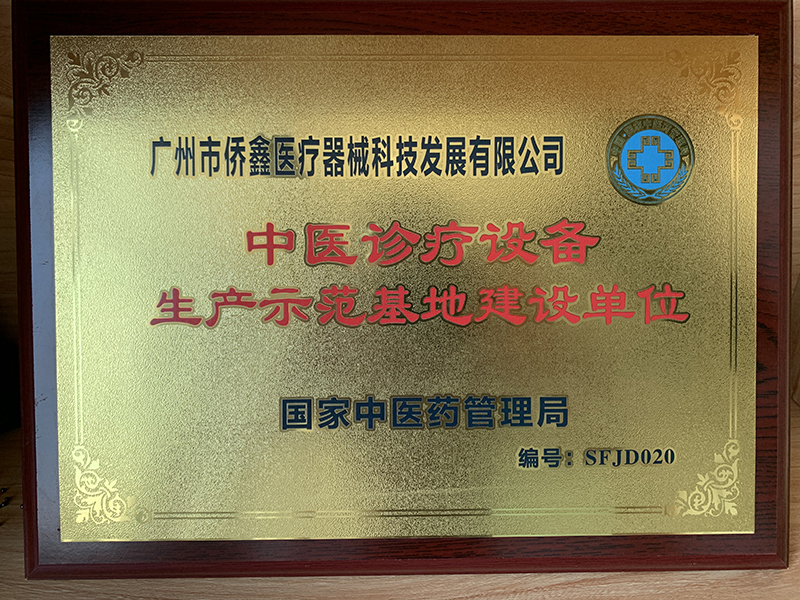 广州市侨鑫医疗器械科技发展有限公司
中医诊疗设备
生产示范基地建设单位
国家中医药管理局
编号：SFJD020